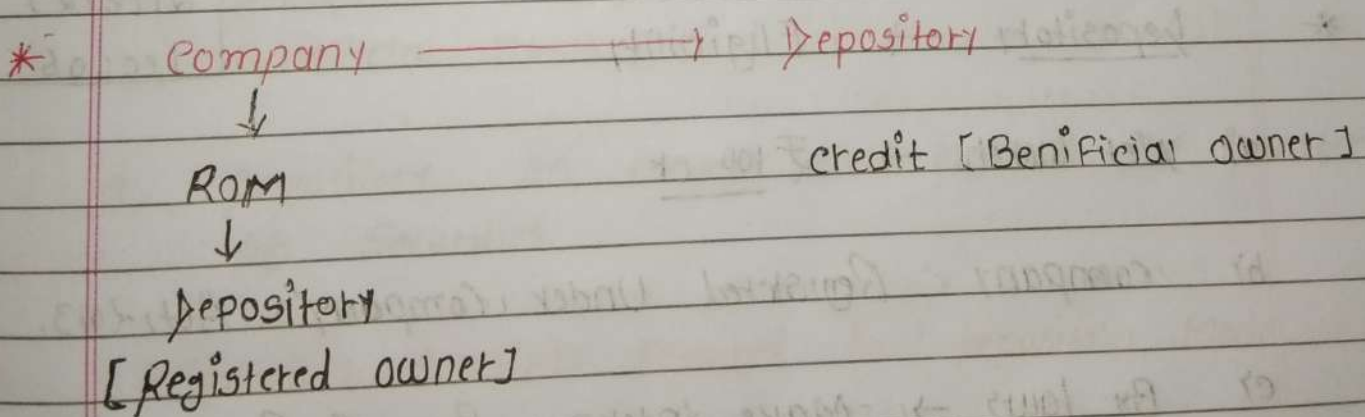 * Company → Depository
↓
credit [Benificial owner]
ROM
↓
Depository
[Registered owner]